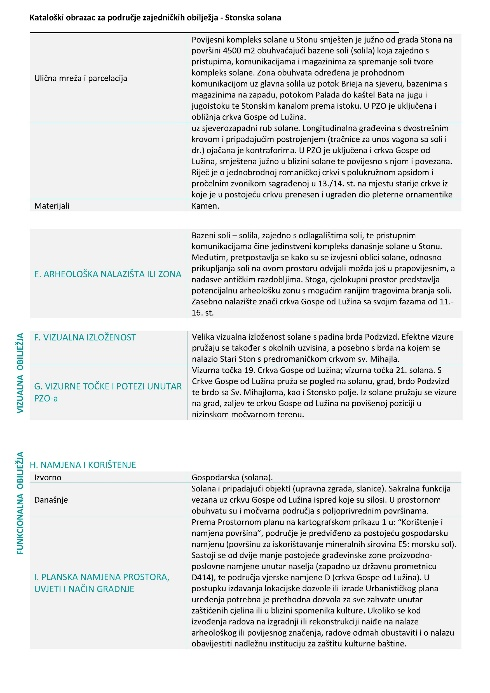 Kataloški obrazac za područje zajedničkih obilježja - Stonska solana
Ulična mreža i parcelacija
Povijesni kompleks solane u Stonu smješten je južno od grada Stona na
površini 4500 m2 obuhvaćajući bazene soli (solila) koja zajedno s
pristupima, komunikacijama i magazinima za spremanje soli tvore
kompleks solane. Zona obuhvata određena je prohodnom
komunikacijom uz glavna solila uz potok Brieja na sjeveru, bazenima s
magazinima na zapadu, potokom Palada do kaštel Bata na jugu i
jugoistoku te Stonskim kanalom prema istoku. U PZO je uključena i
obližnja crkva Gospe od Lužina.
uz sjeverozapadni rub solane. Longitudinalna građevina s dvostrešnim
krovom i pripadajućim postrojenjem (tračnice za unos vagona sa soli i
dr.) ojačana je kontraforima. U PZO je uključena i crkva Gospe od
Lužina, smještena južno u blizini solane te povijesno s njom i povezana.
Riječ je o jednobrodnoj romaničkoj crkvi s polukružnom apsidom i
pročelnim zvonikom sagrađenoj u 13./14. st. na mjestu starije crkve iz
koje je u postojeću crkvu prenesen i ugrađen dio pleterne ornamentike
Materijali
Kamen.
E. ARHEOLOŠKA NALAZIŠTA ILI ZONA
Bazeni soli – solila, zajedno s odlagalištima soli, te pristupnim
komunikacijama čine jedinstveni kompleks današnje solane u Stonu.
Međutim, pretpostavlja se kako su se izvjesni oblici solane, odnosno
prikupljanja soli na ovom prostoru odvijali možda još u prapovijesnim, a
nadasve antičkim razdobljima. Stoga, cjelokupni prostor predstavlja
potencijalnu arheološku zonu s mogućim ranijim tragovima branja soli.
Zasebno nalazište znači crkva Gospe od Lužina sa svojim fazama od 11.-
16. st.
VIZUALNA OBILJEŽJA
F. VIZUALNA IZLOŽENOST
Velika vizualna izloženost solane s padina brda Podzvizd. Efektne vizure
pružaju se također s okolnih uzvisina, a posebno s brda na kojem se
nalazio Stari Ston s predromaničkom crkvom sv. Mihajla.
G. VIZURNE TOČKE I POTEZI UNUTAR
PZO-a
Vizurna točka 19. Crkva Gospe od Lužina; vizurna točka 21. solana. S
Crkve Gospe od Lužina pruža se pogled na solanu, grad, brdo Podzvizd
te brdo sa Sv. Mihajloma, kao i Stonsko polje. Iz solane pružaju se vizure
na grad, zaljev te crkvu Gospe od Lužina na povišenoj poziciji u
nizinskom močvarnom terenu.
FUNKCIONALNA OBILJEŽJA
H. NAMJENA I KORIŠTENJE
Izvorno
Gospodarska (solana).
Današnje
Solana i pripadajući objekti (upravna zgrada, slanice). Sakralna funkcija
vezana uz crkvu Gospe od Lužina ispred koje su silosi. U prostornom
obuhvatu su i močvarna područja s poljoprivrednim površinama.
I. PLANSKA NAMJENA PROSTORA,
UVJETI I NAČIN GRADNJE
Prema Prostornom planu na kartografskom prikazu 1 u: "Korištenje i
namjena površina", područje je predviđeno za postojeću gospodarsku
namjenu (površinu za iskorištavanje mineralnih sirovina E5: morsku sol).
Sastoji se od dvije manje postojeće građevinske zone proizvodno-
poslovne namjene unutar naselja (zapadno uz državnu prometnicu
D414), te područja vjerske namjene D (crkva Gospe od Lužina). U
postupku izdavanja lokacijske dozvole ili izrade Urbanističkog plana
uređenja potrebno je prethodna dozvola za sve zahvate unutar
zaštićenih cjelina ili u blizini spomenika kulture. Ukoliko se kod
izvođenja radova na izgradnji ili rekonstrukciji naiđe na nalaze
arheološkog ili povijesnog značenja, radove odmah obustaviti i o nalazu
obavijestiti nadležnu instituciju za zaštitu kulturne baštine.